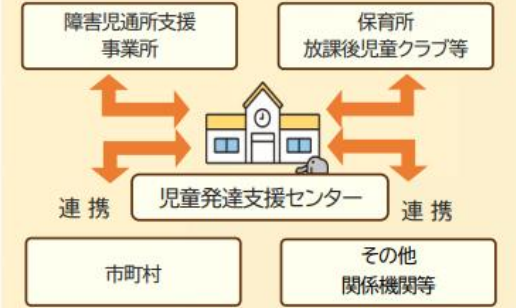 障害児通所支援
事業所
保育所
放課後児童クラブ等
児童発達支援センター
連携
連携
市町村
その他
関係機関等